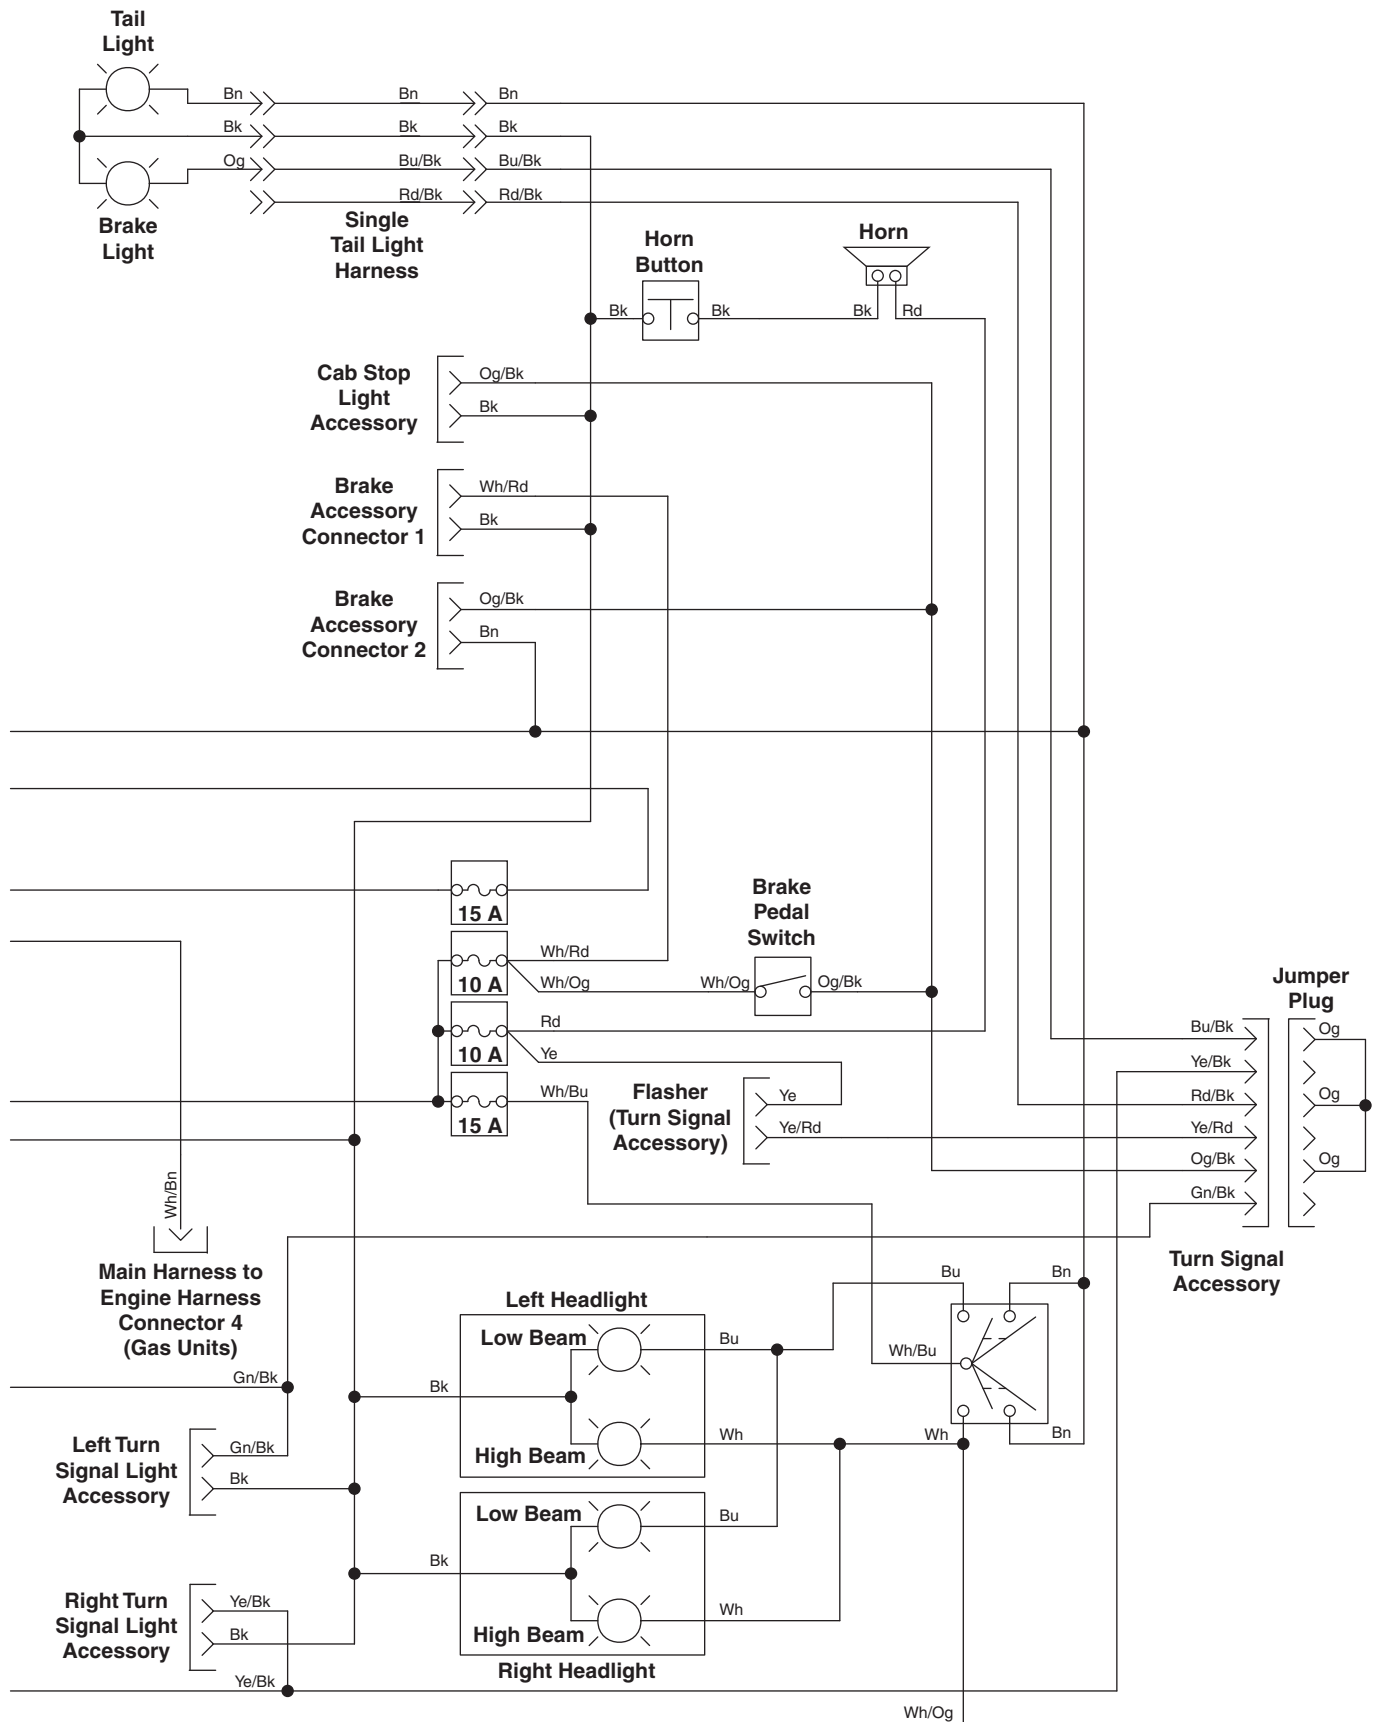 Tail
Light
Bn
Bn
Bn
Bk
Bk
Bk
Og
Bu/Bk
Bu/Bk
Rd/Bk
Rd/Bk
Brake
Light
Single
Tail Light
Harness
Horn
Button
Horn
Bk
Bk
Bk
Rd
Cab Stop
Light
Accessory
Og/Bk
Bk
Brake
Accessory
Connector 1
Wh/Rd
Bk
Brake
Accessory
Connector 2
Og/Bk
Bn
15 A
10 A
10 A
15 A
Wh/Rd
Wh/Og
Wh/Og
Og/Bk
Brake
Pedal
Switch
Rd
Ye
Wh/Bu
Flasher
(Turn Signal
Accessory)
Ye
Ye/Rd
Jumper
Plug
Bu/Bk
Ye/Bk
Rd/Bk
Ye/Rd
Og/Bk
Gn/Bk
Og
Og
Og
Turn Signal
Accessory
Wh/Bn
Main Harness to
Engine Harness
Connector 4
(Gas Units)
Left Headlight
Low Beam
High Beam
Bk
Bu
Wh
Bu
Bn
Wh/Bu
Wh
Bn
Gn/Bk
Left Turn
Signal Light
Accessory
Gn/Bk
Bk
Low Beam
High Beam
Right Headlight
Bk
Bu
Wh
Right Turn
Signal Light
Accessory
Ye/Bk
Bk
Ye/Bk
Wh/Og